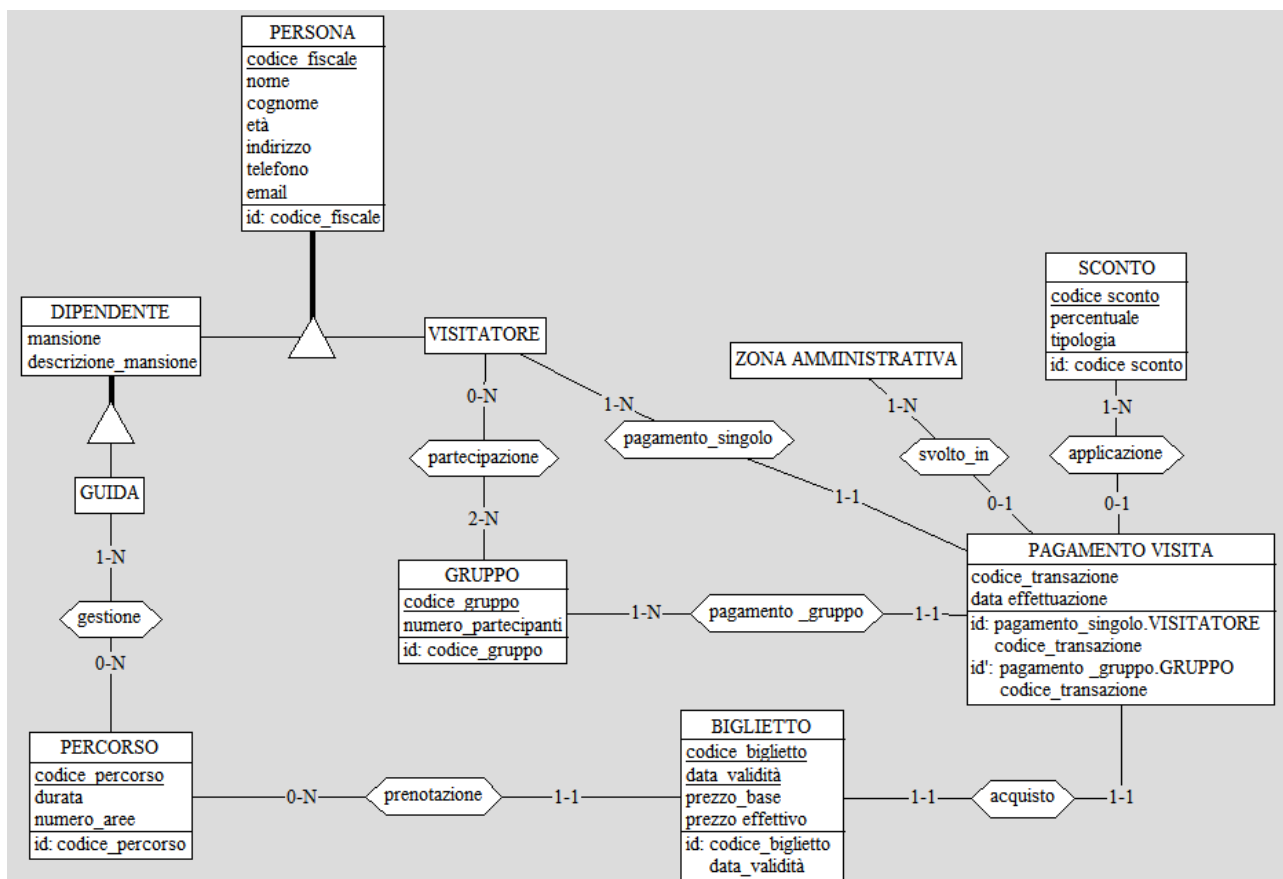 PERSONA
codice_fiscale
nome
cognome
età
indirizzo
telefono
email
id: codice_fiscale
DIPENDENTE
mansione
descrizione_mansione
VISITATORE
ZONA AMMINISTRATIVA
SCONTO
codice sconto
percentuale
tipologia
id: codice sconto
0-N
1-N
1-N
1-N
partecipazione
pagamento_singolo
svolto_in
applicazione
GUIDA
1-N
2-N
1-1
0-1
0-1
gestione
0-N
GRUPPO
codice_gruppo
numero_partecipanti
id: codice_gruppo
1-N
pagamento _gruppo
1-1
PAGAMENTO VISITA
codice_transazione
data effettuazione
id: pagamento_singolo.VISITATORE
codice_transazione
id': pagamento _gruppo.GRUPPO
codice_transazione
PERCORSO
codice_percorso
durata
numero_aree
id: codice_percorso
0-N
prenotazione
1-1
BIGLIETTO
codice_biglietto
data_validità
prezzo_base
prezzo effettivo
id: codice_biglietto
data_validità
1-1
acquisto
1-1